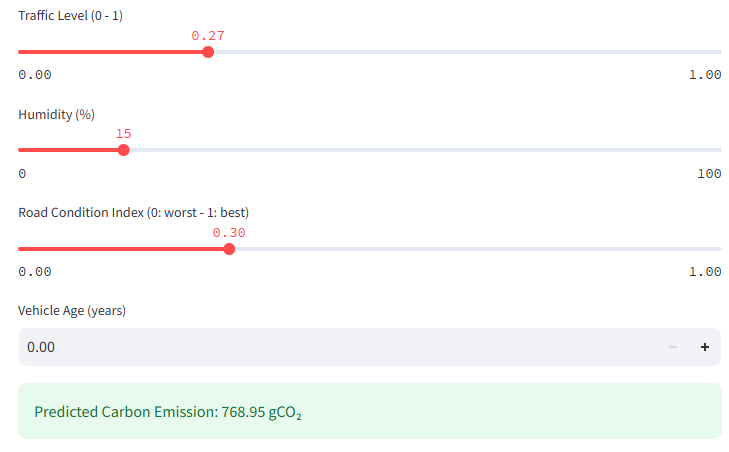 Traffic Level (0 - 1)
0.27
0.00 1.00
Humidity (%)
15
0 100
Road Condition Index (0: worst - 1: best)
0.30
0.00 1.00
Vehicle Age (years)
0.00 − +
Predicted Carbon Emission: 768.95 gCO₂